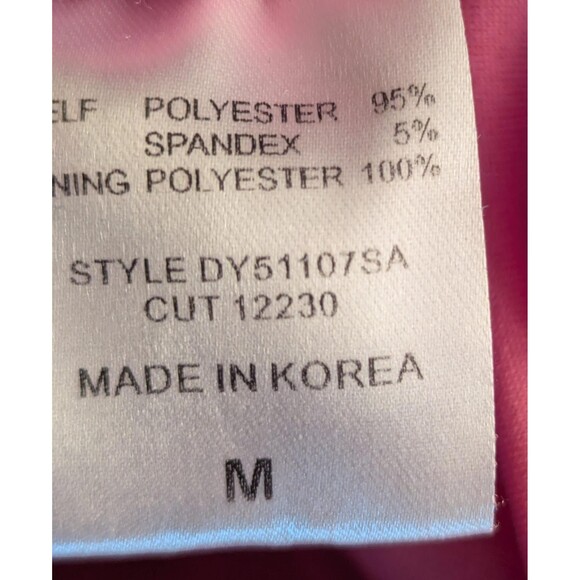 ELF POLYESTER 95%
SPANDEX 5%
NING POLYESTER 100%
STYLE DY51107SA
CUT 12230
MADE IN KOREA
M